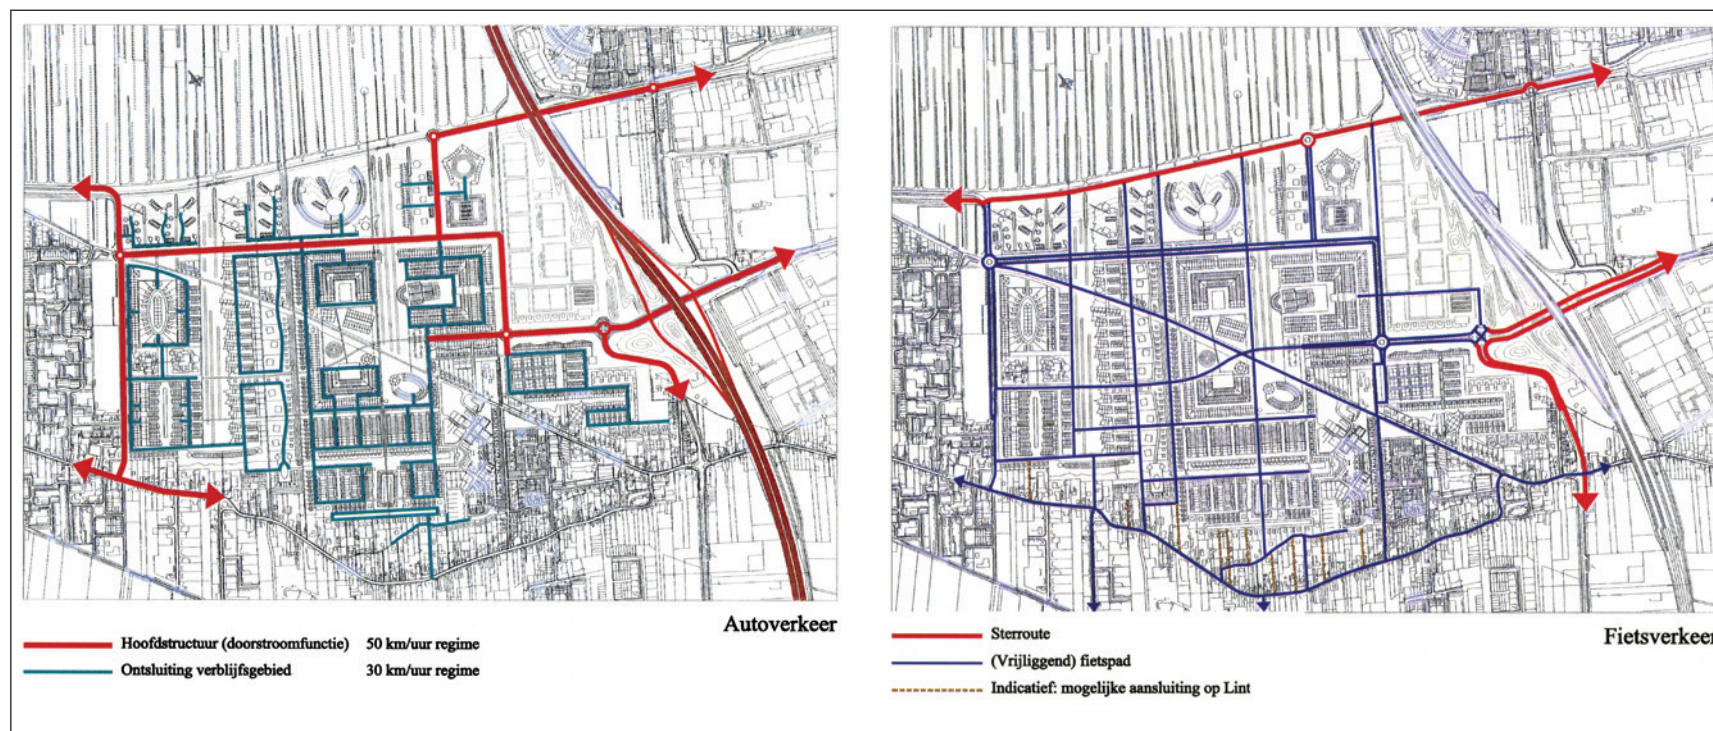 Autoverkeer
Hoofdstructuur (doorstroomfunctie) 50 km/uur regime
Ontsluiting verblijfsgebied 30 km/uur regime
Fietsverkeer
Sterroute
(Vrijliggend) fietspad
Indicatief: mogelijke aansluiting op Lint